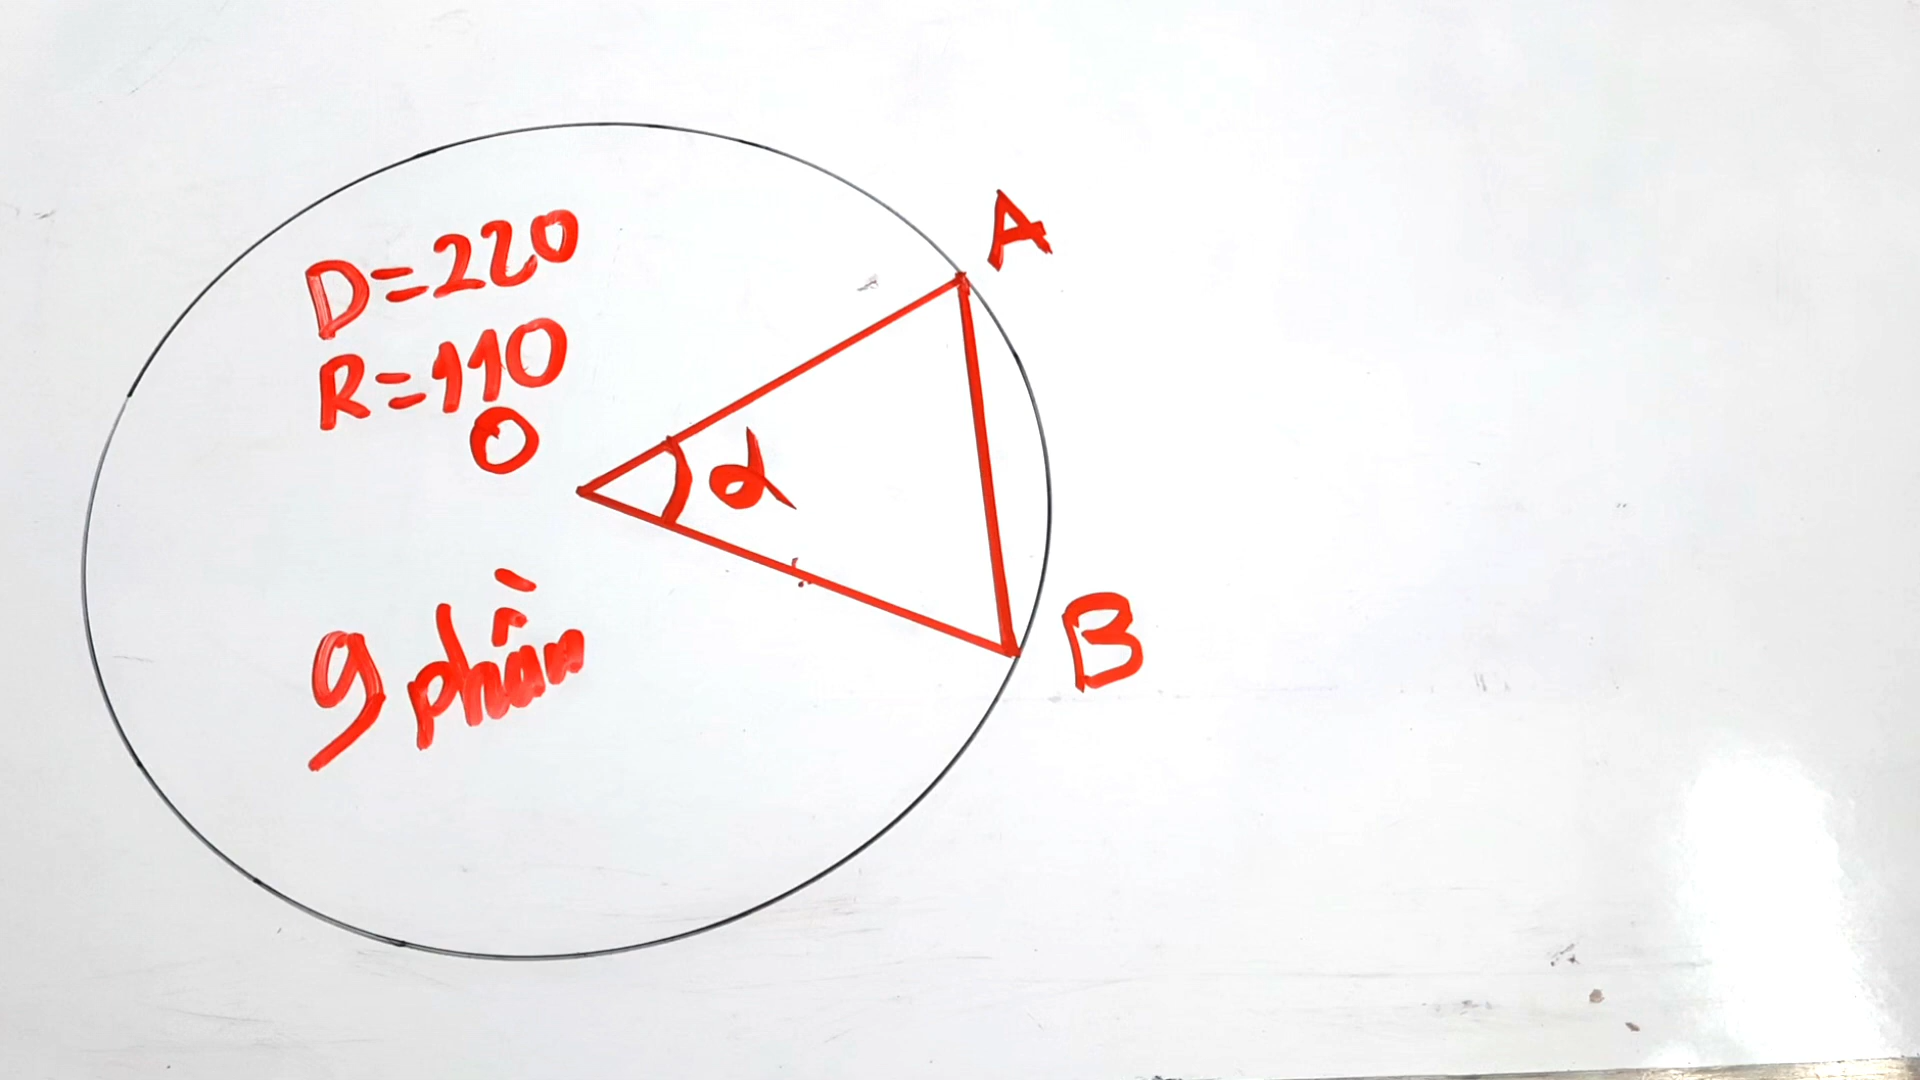 D=220
R=110
O
α
A
B
9 phần